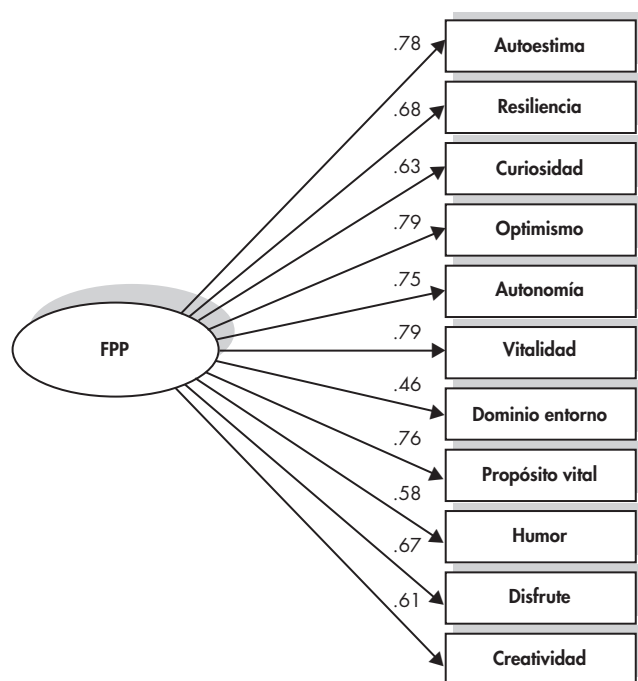 .78
Autoestima
.68
Resiliencia
.63
Curiosidad
.79
Optimismo
.75
Autonomía
FPP
.79
Vitalidad
.46
Dominio entorno
.76
Propósito vital
.58
Humor
.67
Disfrute
.61
Creatividad